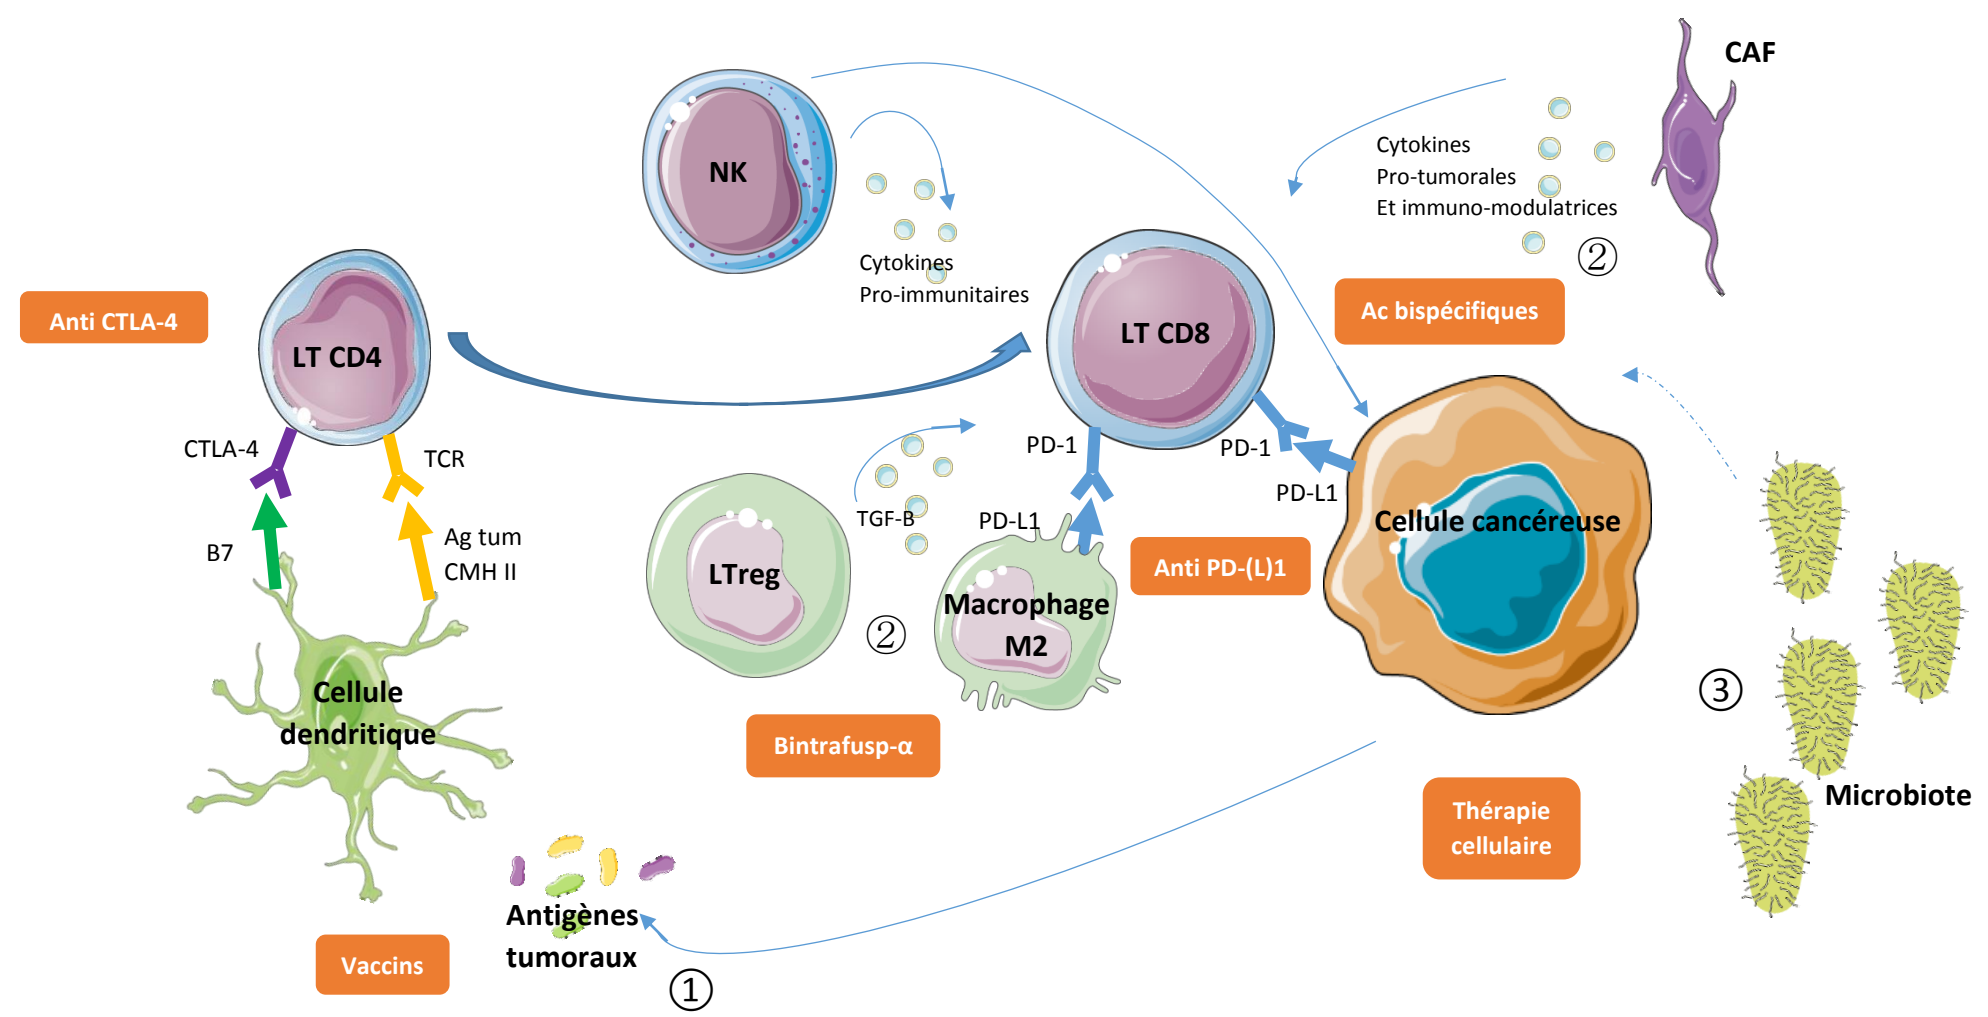 CAF
NK
Cytokines
Pro-tumorales
Et immuno-modulatrices
②
Cytokines
Pro-immunitaires
Anti CTLA-4
LT CD4
LT CD8
Ac bispécifiques
CTLA-4
TCR
PD-1
PD-1
PD-L1
B7
Ag tum
CMH II
TGF-B
PD-L1
Cellule cancéreuse
LTreg
Anti PD-(L)1
Macrophage
M2
②
Cellule
dendritique
Bintrafusp-α
③
Microbiote
Thérapie
cellulaire
Antigènes
tumoraux
Vaccins
①